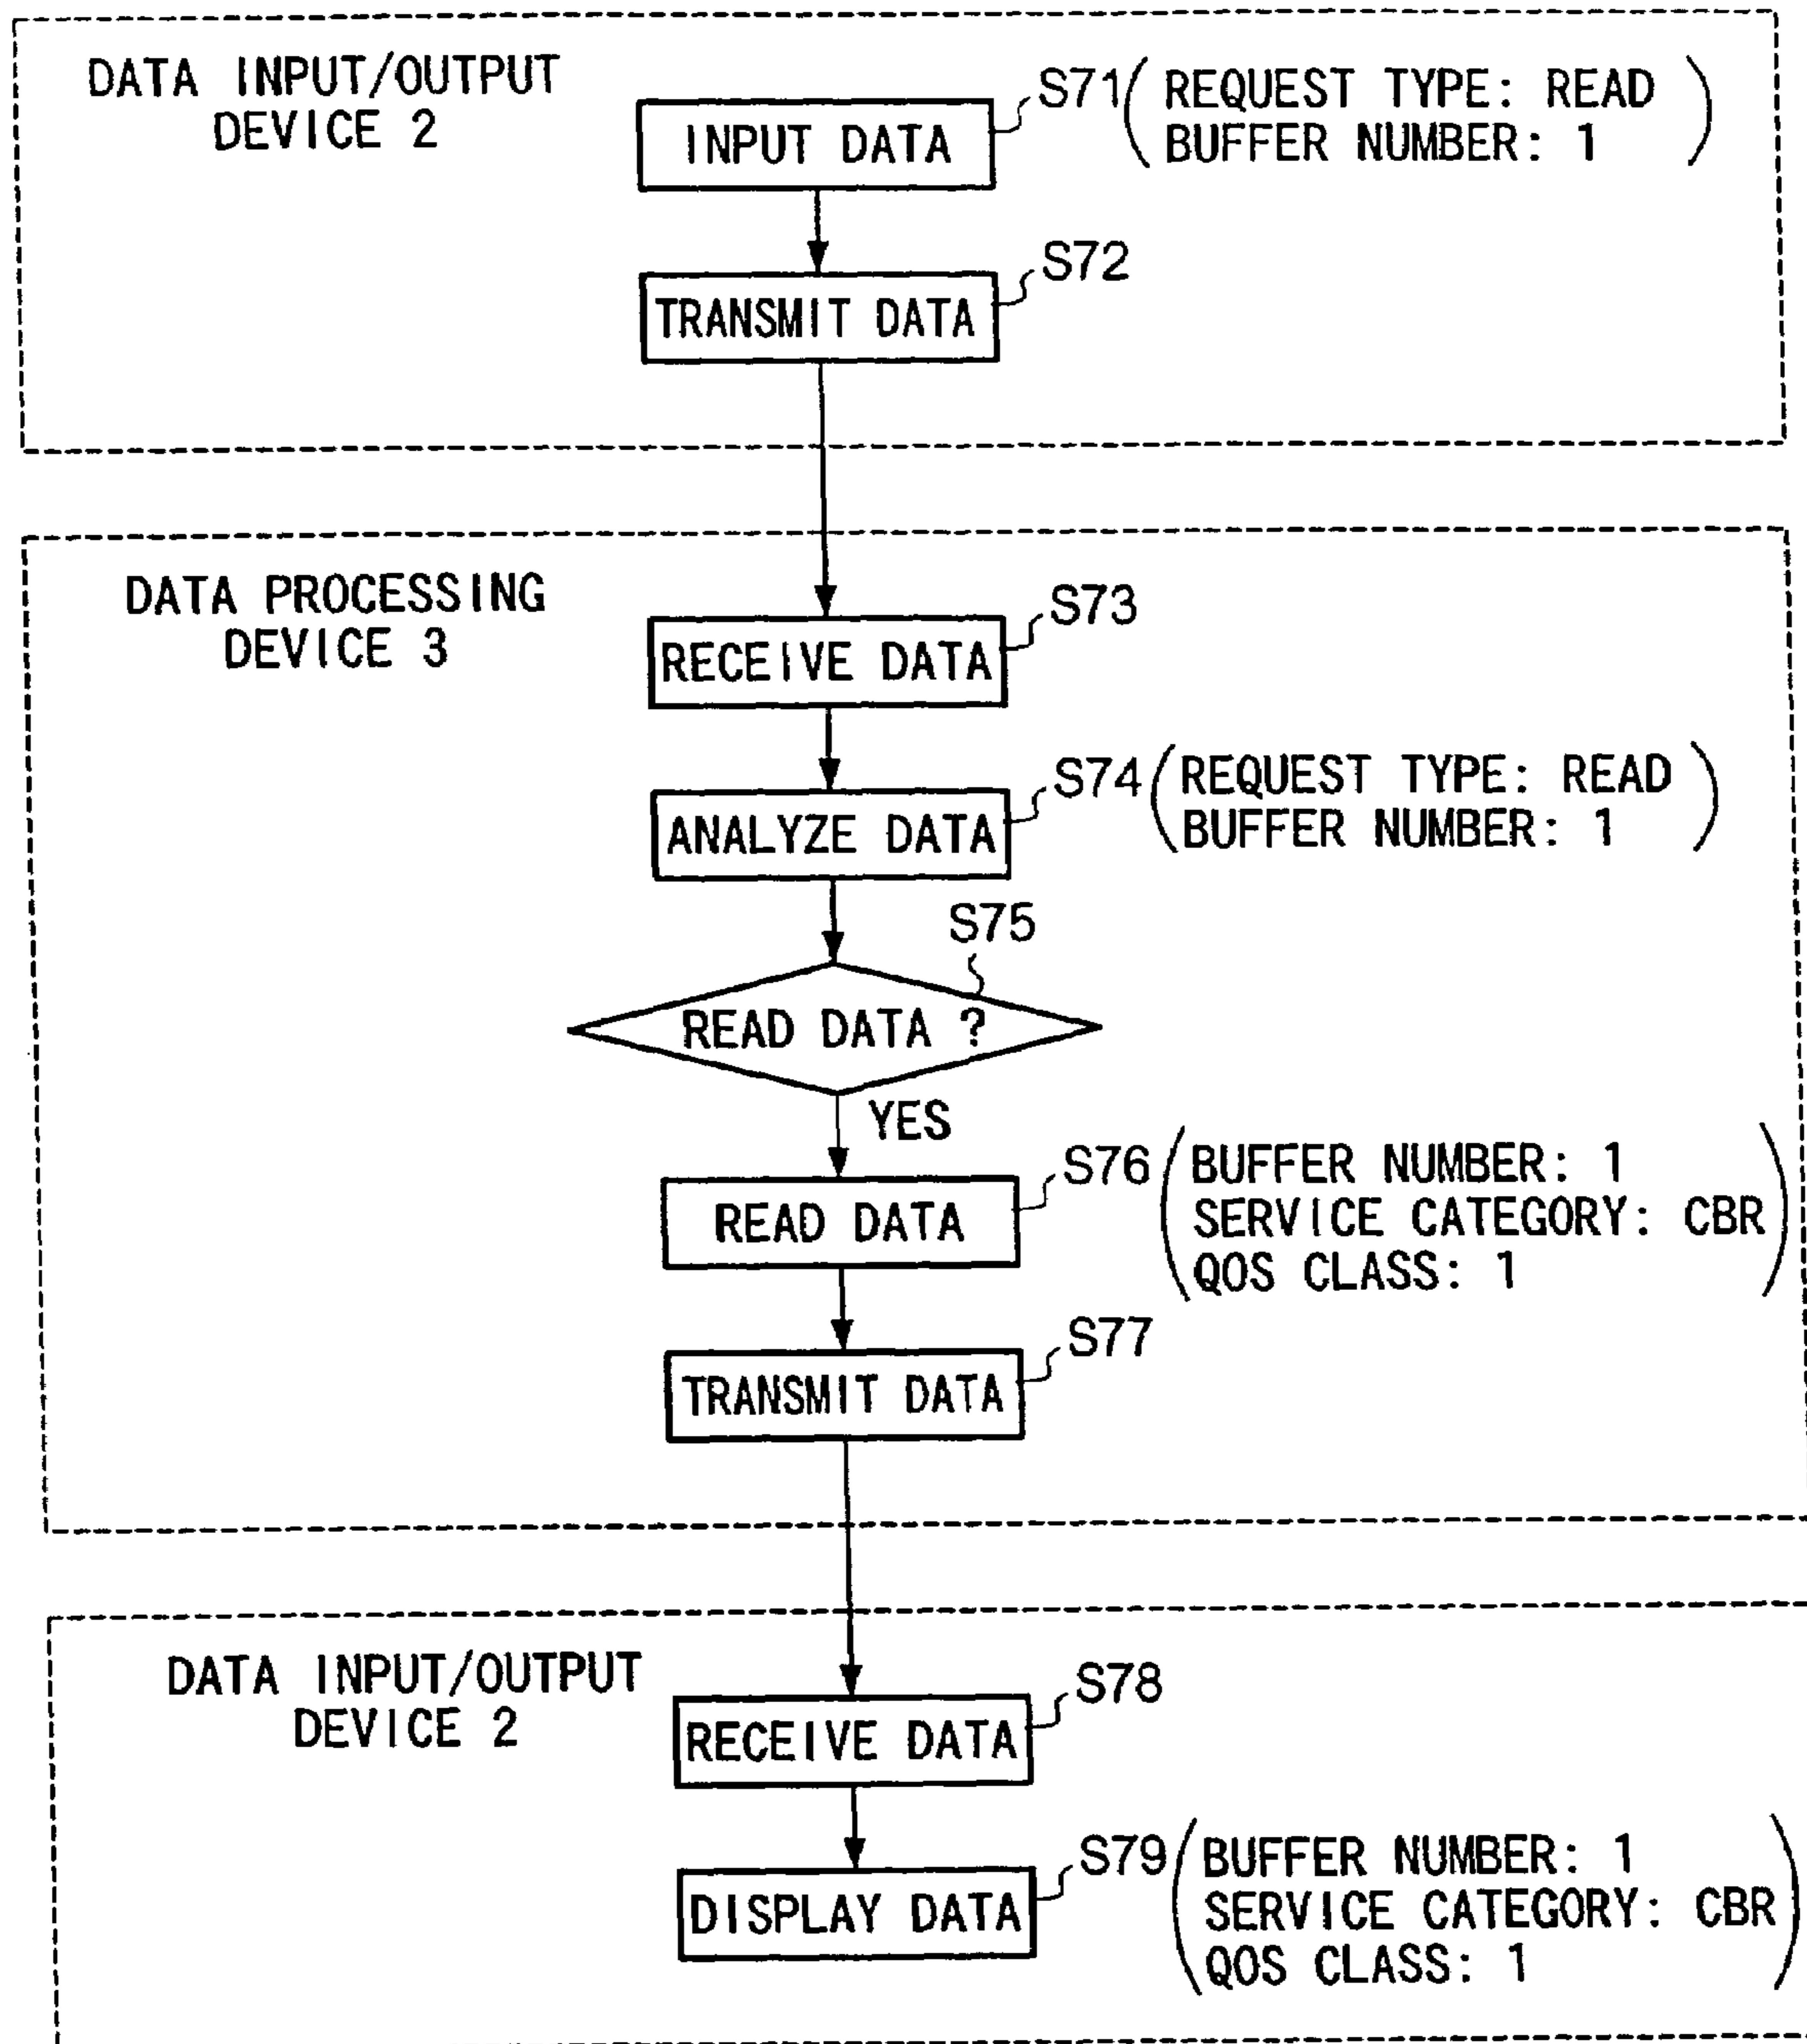 DATA INPUT/OUTPUT
DEVICE 2
S71
REQUEST TYPE: READ
BUFFER NUMBER: 1
INPUT DATA
S72
TRANSMIT DATA
DATA PROCESSING
DEVICE 3
S73
RECEIVE DATA
S74
REQUEST TYPE: READ
BUFFER NUMBER: 1
ANALYZE DATA
S75
READ DATA ?
YES
S76
BUFFER NUMBER: 1
SERVICE CATEGORY: CBR
QOS CLASS: 1
READ DATA
S77
TRANSMIT DATA
DATA INPUT/OUTPUT
DEVICE 2
S78
RECEIVE DATA
S79
BUFFER NUMBER: 1
SERVICE CATEGORY: CBR
QOS CLASS: 1
DISPLAY DATA